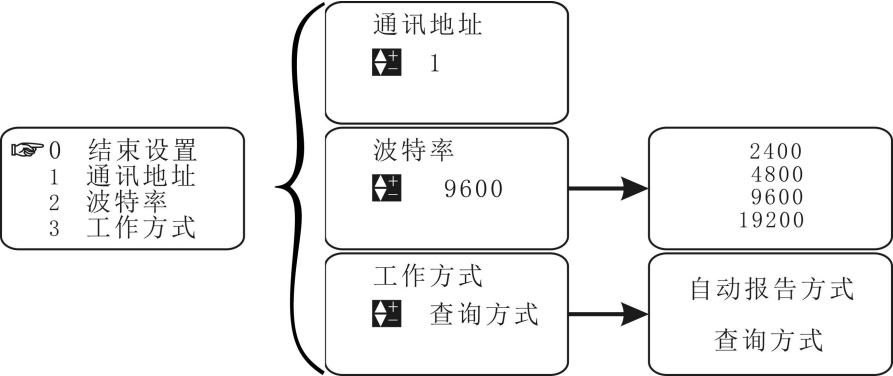 0 结束设置
1 通讯地址
2 波特率
3 工作方式
通讯地址
+
− 1
波特率
+
− 9600
2400
4800
9600
19200
工作方式
+
− 查询方式
自动报告方式
查询方式